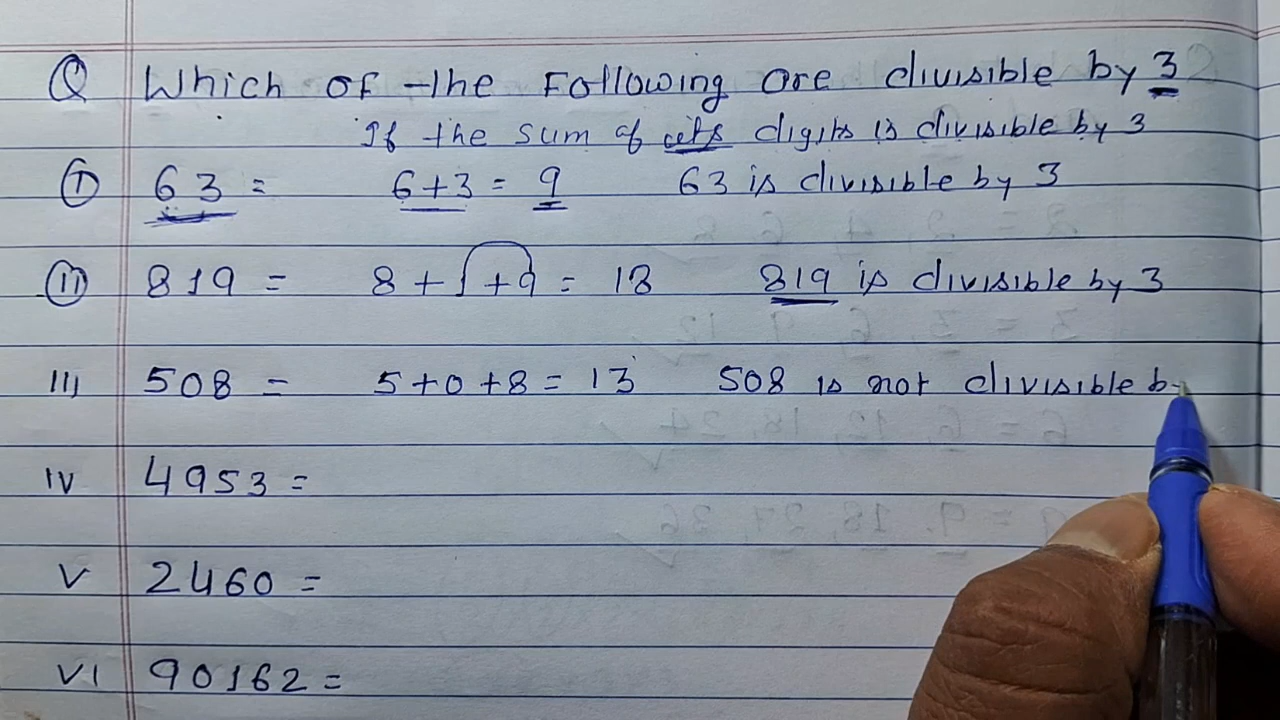 Q Which of the Following are divisible by 3
If the sum of its digits is divisible by 3
I 63 = 6+3 = 9 63 is divisible by 3
II 819 = 8+1+9 = 18 819 is divisible by 3
III 508 = 5+0+8 = 13 508 is not divisible b
IV 4953 =
V 2460 =
VI 90162 =